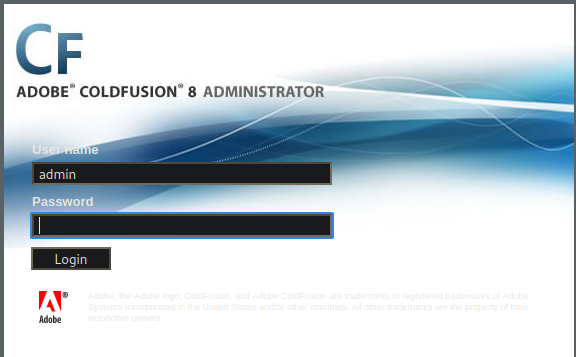 CF
ADOBE® COLDFUSION® 8 ADMINISTRATOR
User name
admin
Password
Login
Adobe, the Adobe logo, ColdFusion, and Adobe ColdFusion are trademarks or registered trademarks of Adobe
Systems Incorporated in the United States and/or other countries. All other trademarks are the property of their
respective owners.
®
Adobe